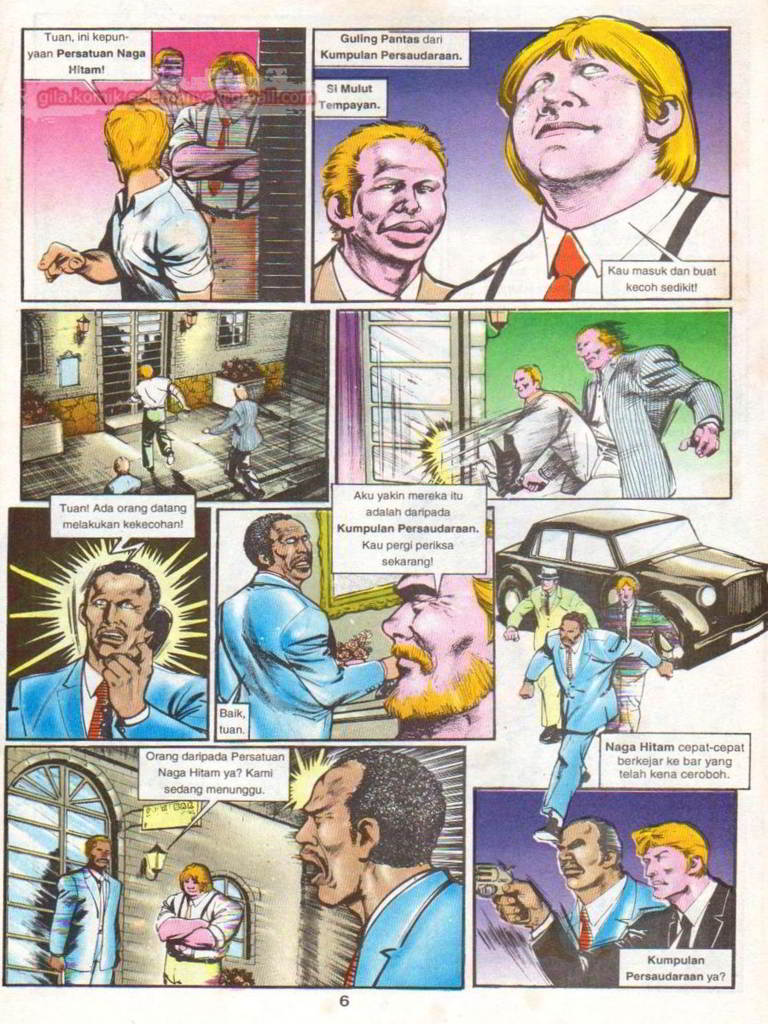 Tuan, ini kepun-
yaan Persatuan Naga
Hitam!
Guling Pantas dari
Kumpulan Persaudaraan.
Si Mulut
Tempayan.
Kau masuk dan buat
kecoh sedikit!
Tuan! Ada orang datang
melakukan kekecohan!
Aku yakin mereka itu
adalah daripada
Kumpulan Persaudaraan.
Kau pergi periksa
sekarang!
Baik,
tuan.
Naga Hitam cepat-cepat
berkejar ke bar yang
telah kena ceroboh.
Orang daripada Persatuan
Naga Hitam ya? Kami
sedang menunggu.
Kumpulan
Persaudaraan ya?
6